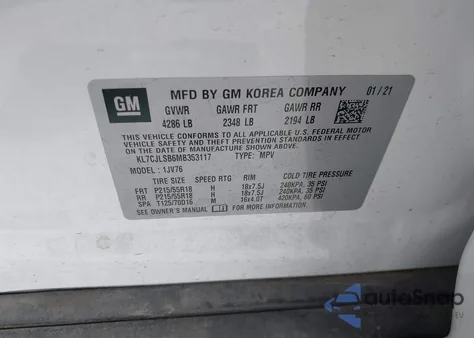 GM
MFD BY GM KOREA COMPANY 01/21
GVWR GAWR FRT GAWR RR
4286 LB 2348 LB 2194 LB
THIS VEHICLE CONFORMS TO ALL APPLICABLE U.S. FEDERAL MOTOR
VEHICLE SAFETY, BUMPER, AND THEFT PREVENTION STANDARDS IN EFFECT
ON THE DATE OF MANUFACTURE SHOWN ABOVE.
KL7CJLSB6MB353117 TYPE: MPV
MODEL: 1JV76
TIRE SIZE SPEED RTG RIM COLD TIRE PRESSURE
FRT P215/55R18 H 18x7.5J 240KPA, 35 PSI
RR P215/55R18 H 18x7.5J 240KPA, 35 PSI
SPA T125/70D16 M 16x4.0T 420KPA, 60 PSI
SEE OWNER'S MANUAL FOR MORE INFORMATION.
AutoSnap
EV